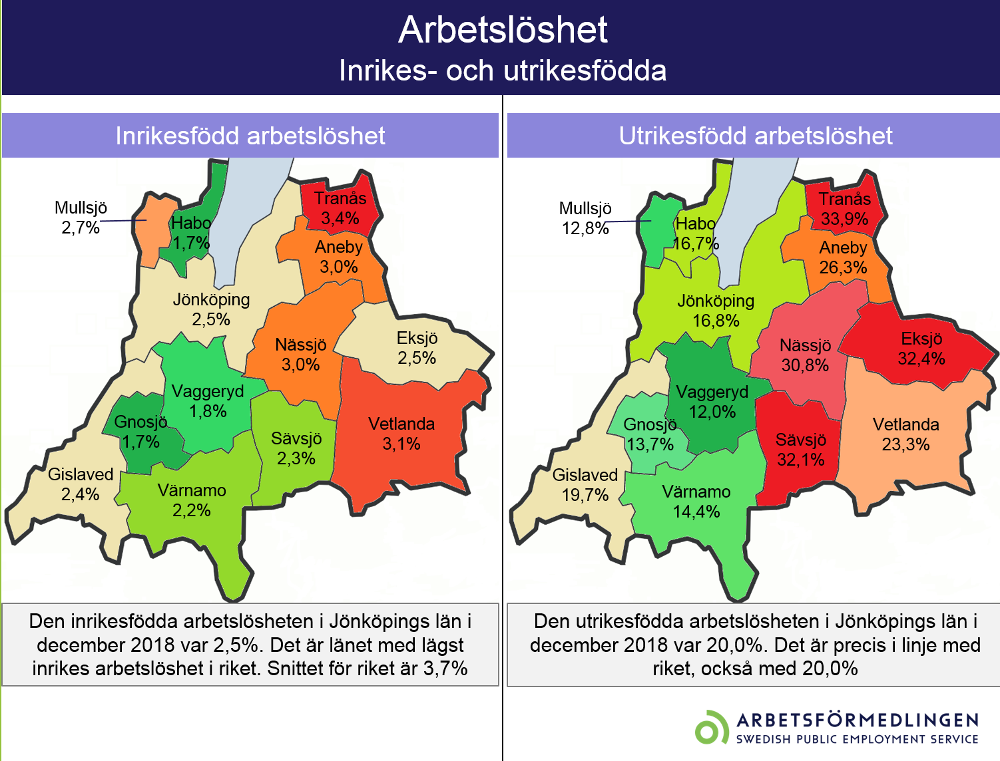 Arbetslöshet
Inrikes- och utrikesfödda
Inrikesfödd arbetslöshet
Mullsjö
2,7%
Habo
1,7%
Tranås
3,4%
Aneby
3,0%
Jönköping
2,5%
Nässjö
3,0%
Eksjö
2,5%
Vaggeryd
1,8%
Gnosjö
1,7%
Sävsjö
2,3%
Vetlanda
3,1%
Gislaved
2,4%
Värnamo
2,2%
Den inrikesfödda arbetslösheten i Jönköpings län i
december 2018 var 2,5%. Det är länet med lägst
inrikes arbetslöshet i riket. Snittet för riket är 3,7%
Utrikesfödd arbetslöshet
Mullsjö
12,8%
Habo
16,7%
Tranås
33,9%
Aneby
26,3%
Jönköping
16,8%
Nässjö
30,8%
Eksjö
32,4%
Vaggeryd
12,0%
Gnosjö
13,7%
Sävsjö
32,1%
Vetlanda
23,3%
Gislaved
19,7%
Värnamo
14,4%
Den utrikesfödda arbetslösheten i Jönköpings län i
december 2018 var 20,0%. Det är precis i linje med
riket, också med 20,0%
ARBETSFÖRMEDLINGEN
SWEDISH PUBLIC EMPLOYMENT SERVICE